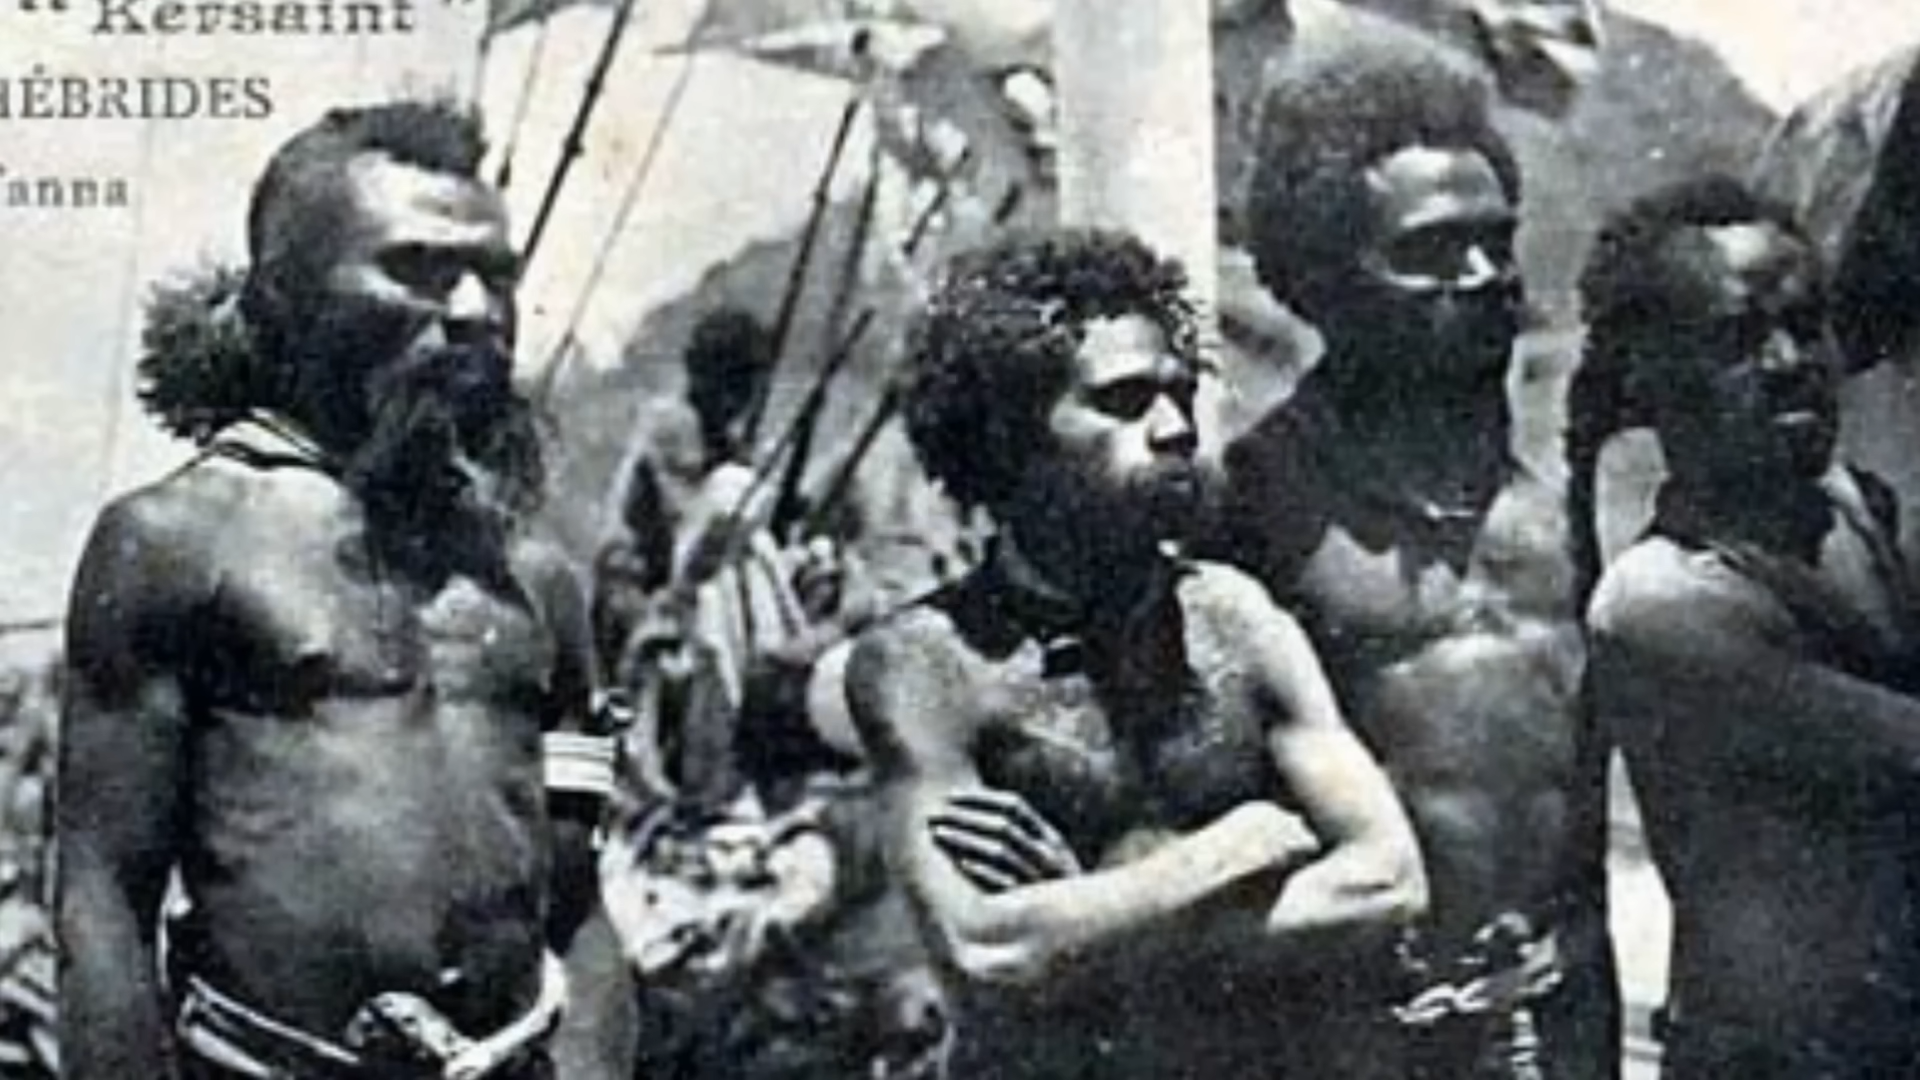 " Kersaint "
HÉBRIDES
Tanna